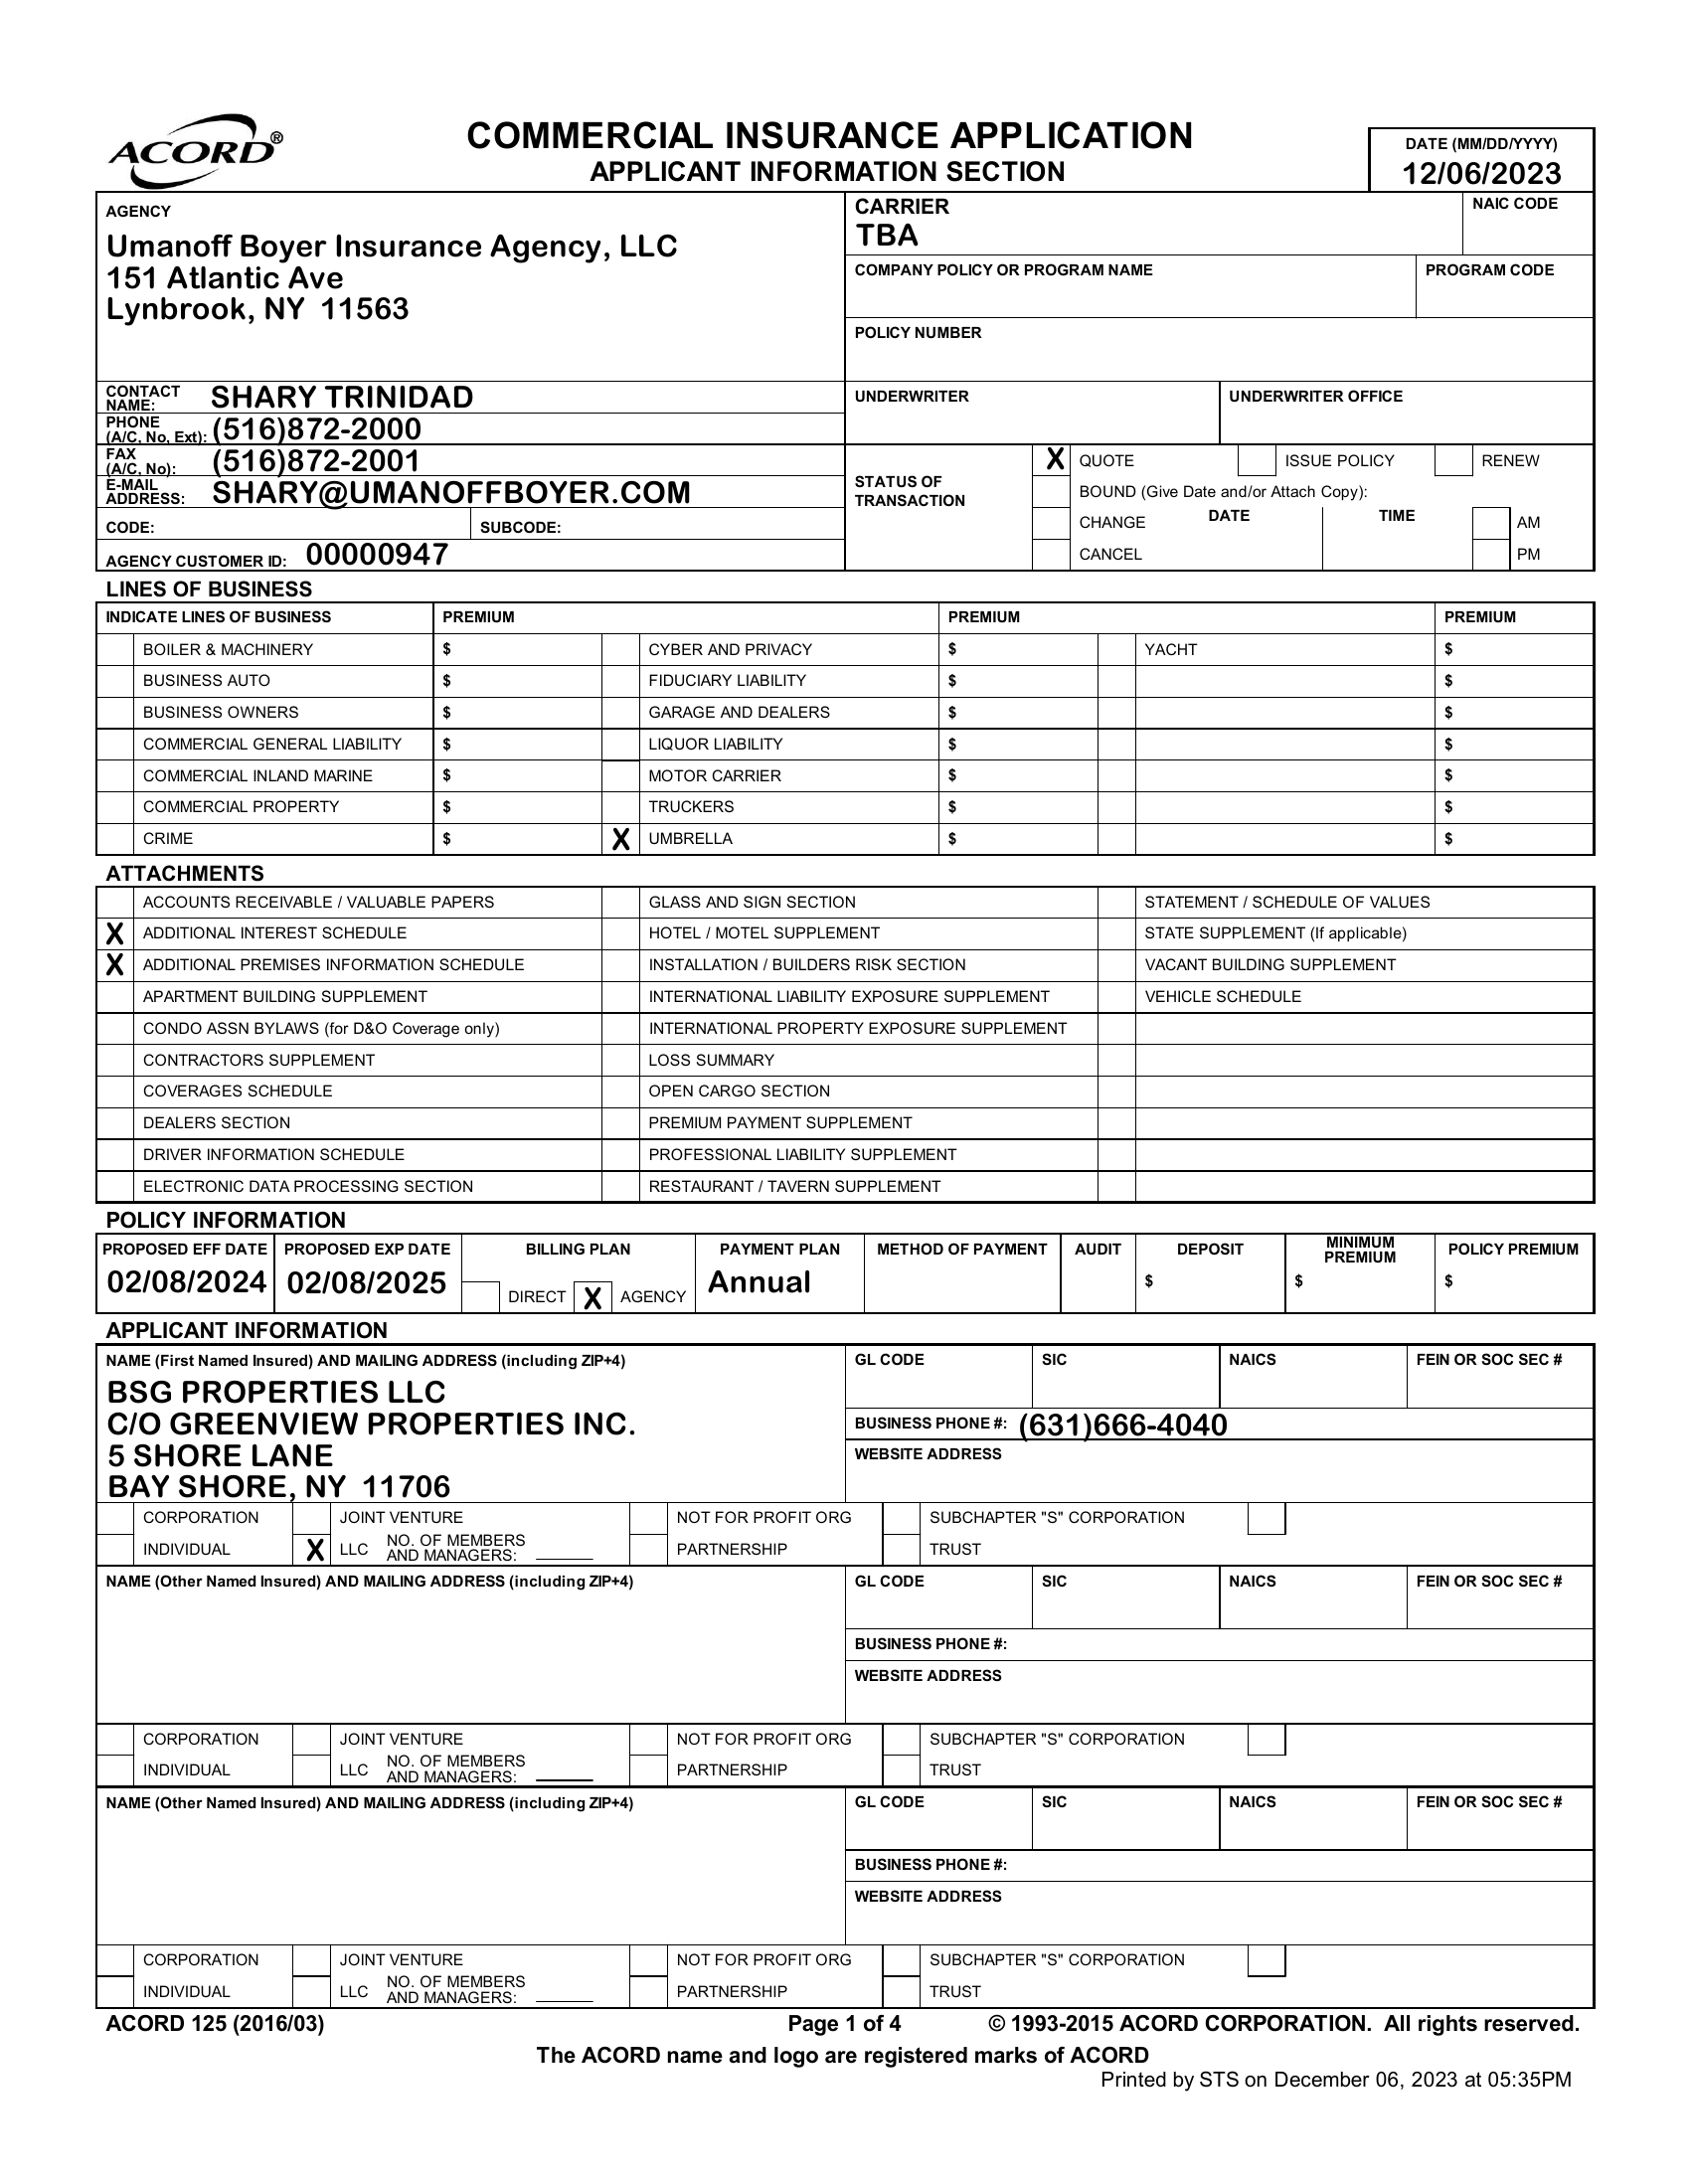 ACORD®
COMMERCIAL INSURANCE APPLICATION
APPLICANT INFORMATION SECTION
DATE (MM/DD/YYYY)
12/06/2023
AGENCY
Umanoff Boyer Insurance Agency, LLC
151 Atlantic Ave
Lynbrook, NY 11563
CARRIER
TBA
NAIC CODE
COMPANY POLICY OR PROGRAM NAME
PROGRAM CODE
POLICY NUMBER
CONTACT NAME: SHARY TRINIDAD
PHONE (A/C, No, Ext): (516)872-2000
FAX (A/C, No): (516)872-2001
E-MAIL ADDRESS: SHARY@UMANOFFBOYER.COM
CODE: SUBCODE:
AGENCY CUSTOMER ID: 00000947
UNDERWRITER UNDERWRITER OFFICE
STATUS OF TRANSACTION
X QUOTE ISSUE POLICY RENEW
BOUND (Give Date and/or Attach Copy):
CHANGE DATE TIME AM
CANCEL PM
LINES OF BUSINESS
INDICATE LINES OF BUSINESS PREMIUM PREMIUM PREMIUM
BOILER & MACHINERY $ CYBER AND PRIVACY $ YACHT $
BUSINESS AUTO $ FIDUCIARY LIABILITY $ $
BUSINESS OWNERS $ GARAGE AND DEALERS $ $
COMMERCIAL GENERAL LIABILITY $ LIQUOR LIABILITY $ $
COMMERCIAL INLAND MARINE $ MOTOR CARRIER $ $
COMMERCIAL PROPERTY $ TRUCKERS $ $
CRIME $ X UMBRELLA $ $
ATTACHMENTS
ACCOUNTS RECEIVABLE / VALUABLE PAPERS GLASS AND SIGN SECTION STATEMENT / SCHEDULE OF VALUES
X ADDITIONAL INTEREST SCHEDULE HOTEL / MOTEL SUPPLEMENT STATE SUPPLEMENT (If applicable)
X ADDITIONAL PREMISES INFORMATION SCHEDULE INSTALLATION / BUILDERS RISK SECTION VACANT BUILDING SUPPLEMENT
APARTMENT BUILDING SUPPLEMENT INTERNATIONAL LIABILITY EXPOSURE SUPPLEMENT VEHICLE SCHEDULE
CONDO ASSN BYLAWS (for D&O Coverage only) INTERNATIONAL PROPERTY EXPOSURE SUPPLEMENT
CONTRACTORS SUPPLEMENT LOSS SUMMARY
COVERAGES SCHEDULE OPEN CARGO SECTION
DEALERS SECTION PREMIUM PAYMENT SUPPLEMENT
DRIVER INFORMATION SCHEDULE PROFESSIONAL LIABILITY SUPPLEMENT
ELECTRONIC DATA PROCESSING SECTION RESTAURANT / TAVERN SUPPLEMENT
POLICY INFORMATION
PROPOSED EFF DATE PROPOSED EXP DATE BILLING PLAN PAYMENT PLAN METHOD OF PAYMENT AUDIT DEPOSIT MINIMUM PREMIUM POLICY PREMIUM
02/08/2024 02/08/2025 DIRECT X AGENCY Annual $ $ $
APPLICANT INFORMATION
NAME (First Named Insured) AND MAILING ADDRESS (including ZIP+4)
BSG PROPERTIES LLC
C/O GREENVIEW PROPERTIES INC.
5 SHORE LANE
BAY SHORE, NY 11706
GL CODE SIC NAICS FEIN OR SOC SEC #
BUSINESS PHONE #: (631)666-4040
WEBSITE ADDRESS
CORPORATION JOINT VENTURE NOT FOR PROFIT ORG SUBCHAPTER "S" CORPORATION
INDIVIDUAL X LLC NO. OF MEMBERS AND MANAGERS: PARTNERSHIP TRUST
NAME (Other Named Insured) AND MAILING ADDRESS (including ZIP+4)
GL CODE SIC NAICS FEIN OR SOC SEC #
BUSINESS PHONE #:
WEBSITE ADDRESS
CORPORATION JOINT VENTURE NOT FOR PROFIT ORG SUBCHAPTER "S" CORPORATION
INDIVIDUAL LLC NO. OF MEMBERS AND MANAGERS: PARTNERSHIP TRUST
NAME (Other Named Insured) AND MAILING ADDRESS (including ZIP+4)
GL CODE SIC NAICS FEIN OR SOC SEC #
BUSINESS PHONE #:
WEBSITE ADDRESS
CORPORATION JOINT VENTURE NOT FOR PROFIT ORG SUBCHAPTER "S" CORPORATION
INDIVIDUAL LLC NO. OF MEMBERS AND MANAGERS: PARTNERSHIP TRUST
ACORD 125 (2016/03) Page 1 of 4 © 1993-2015 ACORD CORPORATION. All rights reserved.
The ACORD name and logo are registered marks of ACORD
Printed by STS on December 06, 2023 at 05:35PM